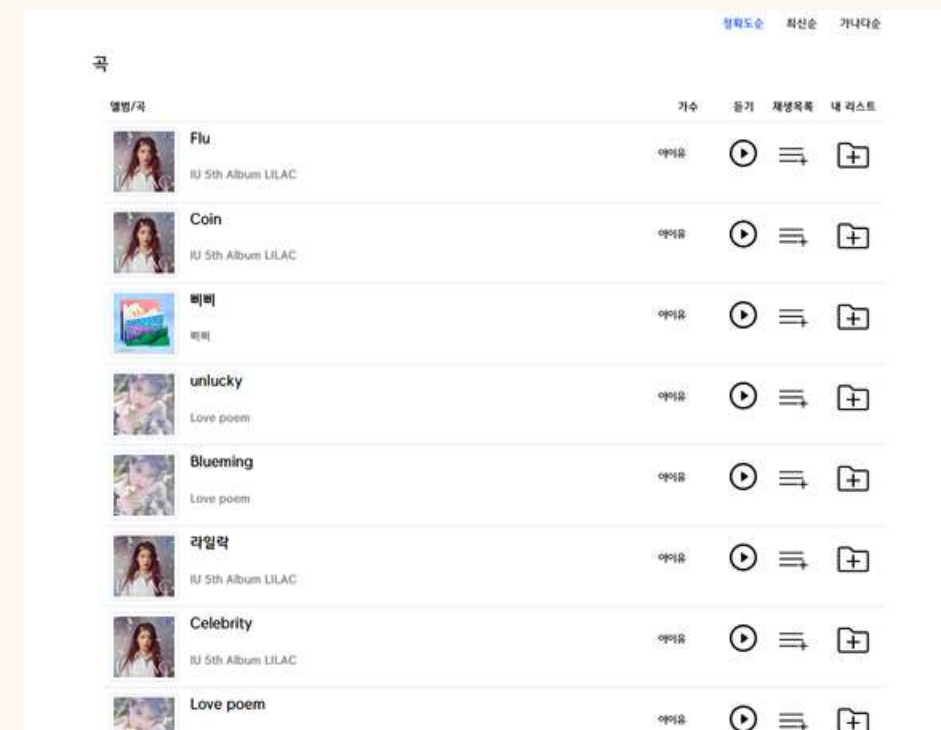 정확도순 최신순 가나다순
곡
앨범/곡 가수 듣기 재생목록 내 리스트
Flu
아이유
IU 5th Album LILAC
Coin
아이유
IU 5th Album LILAC
삐삐
아이유
삐삐
unlucky
아이유
Love poem
Blueming
아이유
Love poem
라일락
아이유
IU 5th Album LILAC
Celebrity
아이유
IU 5th Album LILAC
Love poem
아이유